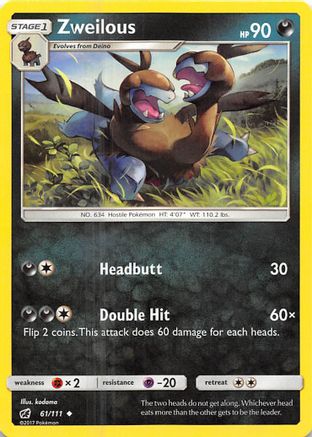 STAGE1 Zweilous HP 90
Evolves from Deino
NO. 634 Hostile Pokémon HT: 4'07" WT: 110.2 lbs.
Headbutt 30
Double Hit 60×
Flip 2 coins. This attack does 60 damage for each heads.
weakness ×2 resistance -20 retreat
Illus. kodama
61/111
©2017 Pokémon
The two heads do not get along. Whichever head
eats more than the other gets to be the leader.